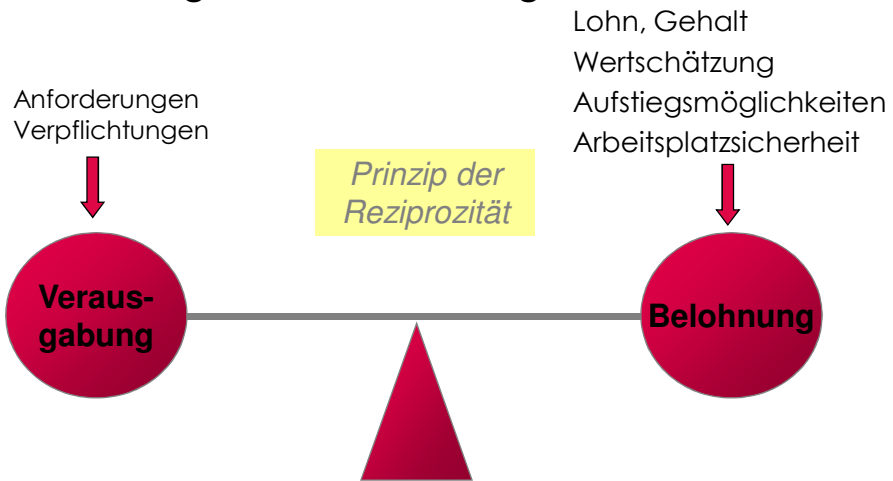 Lohn, Gehalt
Wertschätzung
Aufstiegsmöglichkeiten
Arbeitsplatzsicherheit
Anforderungen
Verpflichtungen
Prinzip der
Reziprozität
Veraus-
gabung
Belohnung